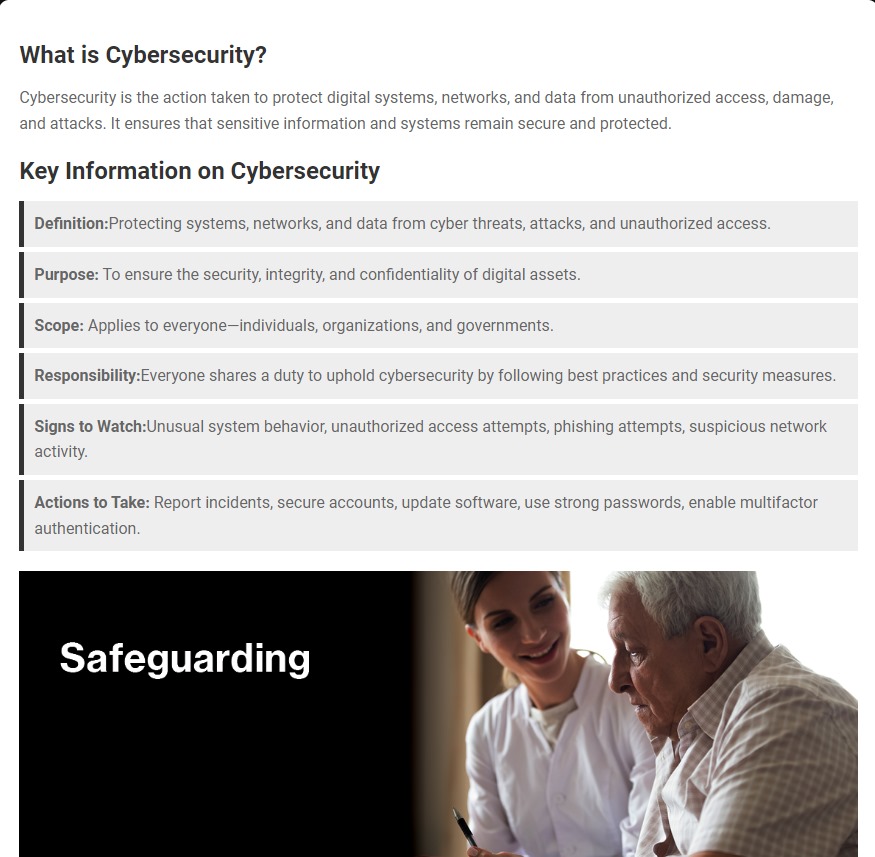 What is Cybersecurity?
Cybersecurity is the action taken to protect digital systems, networks, and data from unauthorized access, damage,
and attacks. It ensures that sensitive information and systems remain secure and protected.
Key Information on Cybersecurity
Definition:Protecting systems, networks, and data from cyber threats, attacks, and unauthorized access.
Purpose: To ensure the security, integrity, and confidentiality of digital assets.
Scope: Applies to everyone—individuals, organizations, and governments.
Responsibility:Everyone shares a duty to uphold cybersecurity by following best practices and security measures.
Signs to Watch:Unusual system behavior, unauthorized access attempts, phishing attempts, suspicious network
activity.
Actions to Take: Report incidents, secure accounts, update software, use strong passwords, enable multifactor
authentication.
Safeguarding